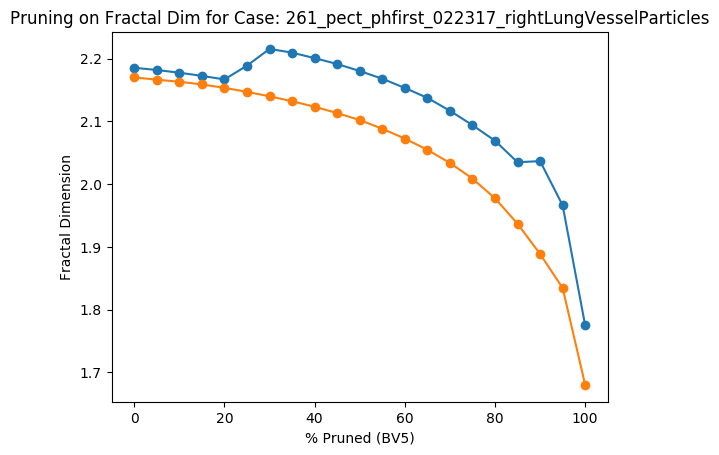 Pruning on Fractal Dim for Case: 261_pect_phfirst_022317_rightLungVesselParticles
2.2
2.1
2.0
1.9
1.8
1.7
Fractal Dimension
0 20 40 60 80 100
% Pruned (BV5)